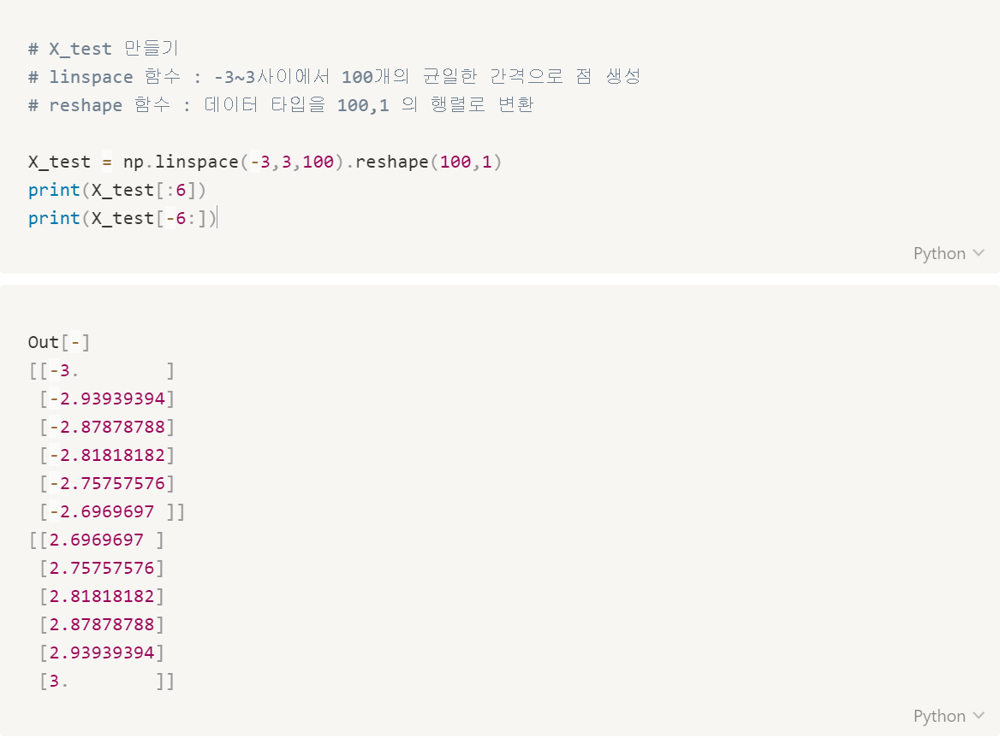 # X_test 만들기
# linspace 함수 : -3~3사이에서 100개의 균일한 간격으로 점 생성
# reshape 함수 : 데이터 타입을 100,1 의 행렬로 변환
X_test = np.linspace(-3,3,100).reshape(100,1)
print(X_test[:6])
print(X_test[-6:])
Python
Out[-]
[[-3.        ]
 [-2.93939394]
 [-2.87878788]
 [-2.81818182]
 [-2.75757576]
 [-2.6969697 ]]
[[2.6969697 ]
 [2.75757576]
 [2.81818182]
 [2.87878788]
 [2.93939394]
 [3.        ]]
Python